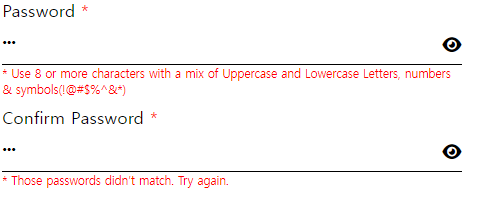 Password *
•••
* Use 8 or more characters with a mix of Uppercase and Lowercase Letters, numbers
& symbols(!@#$%^&*)
Confirm Password *
•••
* Those passwords didn't match. Try again.